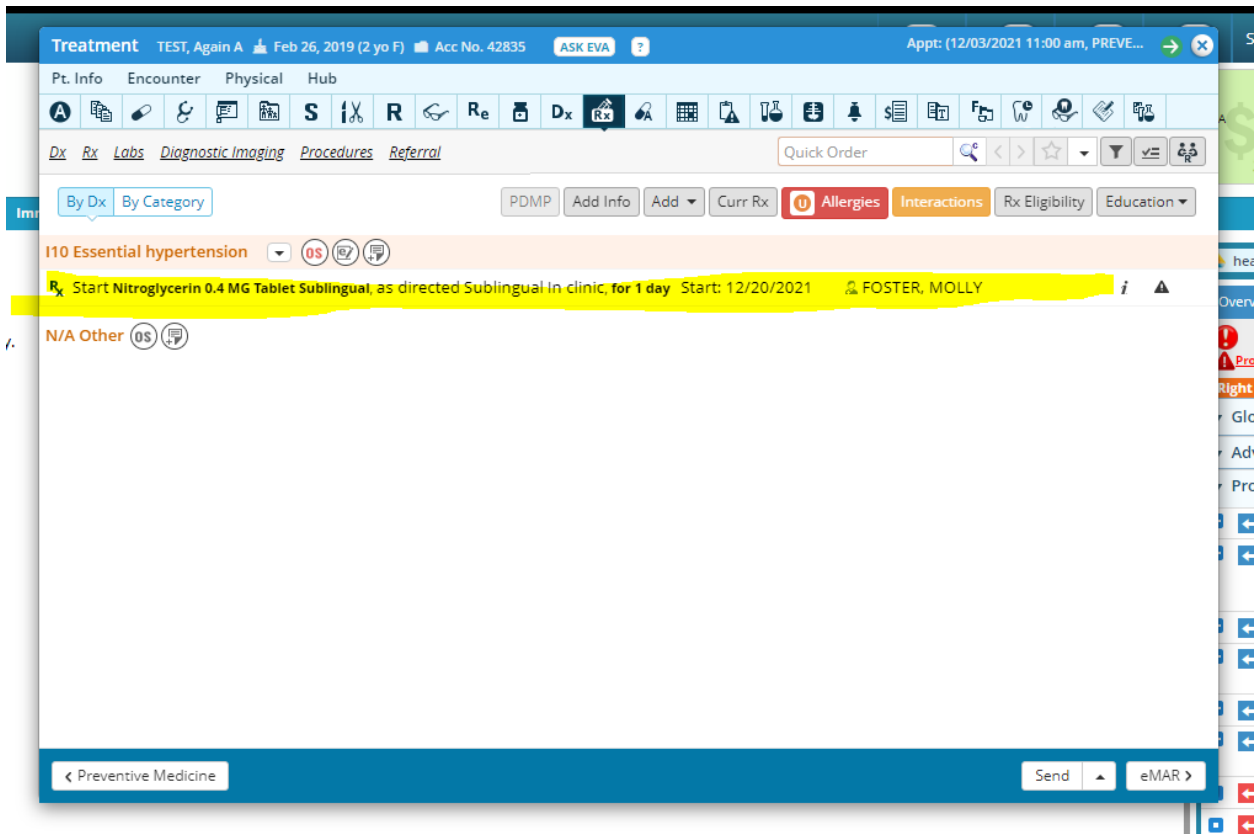 Treatment TEST, Again A Feb 26, 2019 (2 yo F) Acc No. 42835 ASK EVA ? Appt: (12/03/2021 11:00 am, PREVE...
Pt. Info Encounter Physical Hub
A S R Re Dx Rx
Dx Rx Labs Diagnostic Imaging Procedures Referral Quick Order
By Dx By Category PDMP Add Info Add Curr Rx U Allergies Interactions Rx Eligibility Education
I10 Essential hypertension OS
Rx Start Nitroglycerin 0.4 MG Tablet Sublingual, as directed Sublingual In clinic, for 1 day Start: 12/20/2021 FOSTER, MOLLY i
N/A Other OS
Preventive Medicine Send eMAR
Imm
y.
S
A
$
hea
Overv
Pro
Right
Glo
Adv
Pro